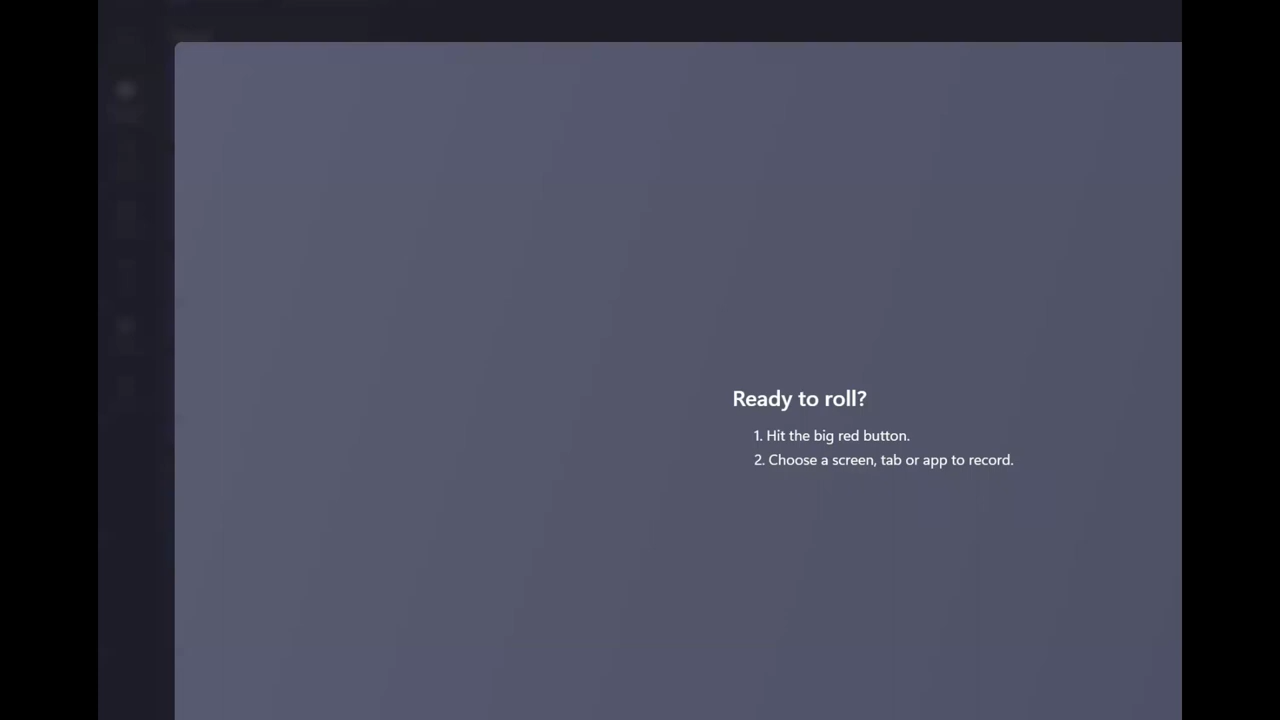 Ready to roll?
1. Hit the big red button.
2. Choose a screen, tab or app to record.